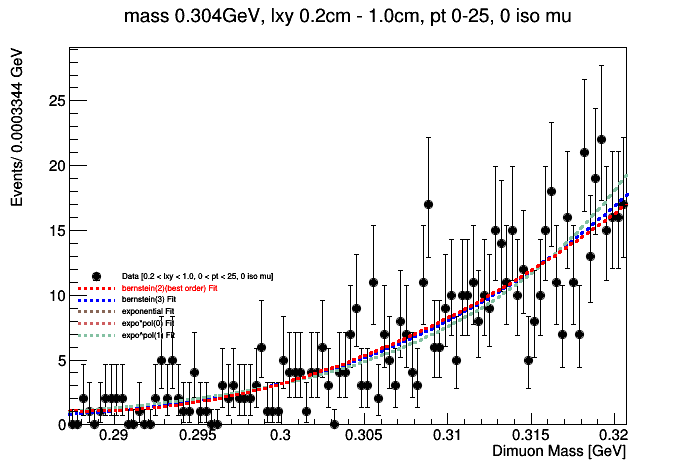 mass 0.304GeV, lxy 0.2cm - 1.0cm, pt 0-25, 0 iso mu
Events/ 0.0003344 GeV
25
20
15
10
5
0
Data [0.2 < lxy < 1.0, 0 < pt < 25, 0 iso mu]
bernstein(2)(best order) Fit
bernstein(3) Fit
exponential Fit
expo*pol(0) Fit
expo*pol(1) Fit
0.29 0.295 0.3 0.305 0.31 0.315 0.32
Dimuon Mass [GeV]